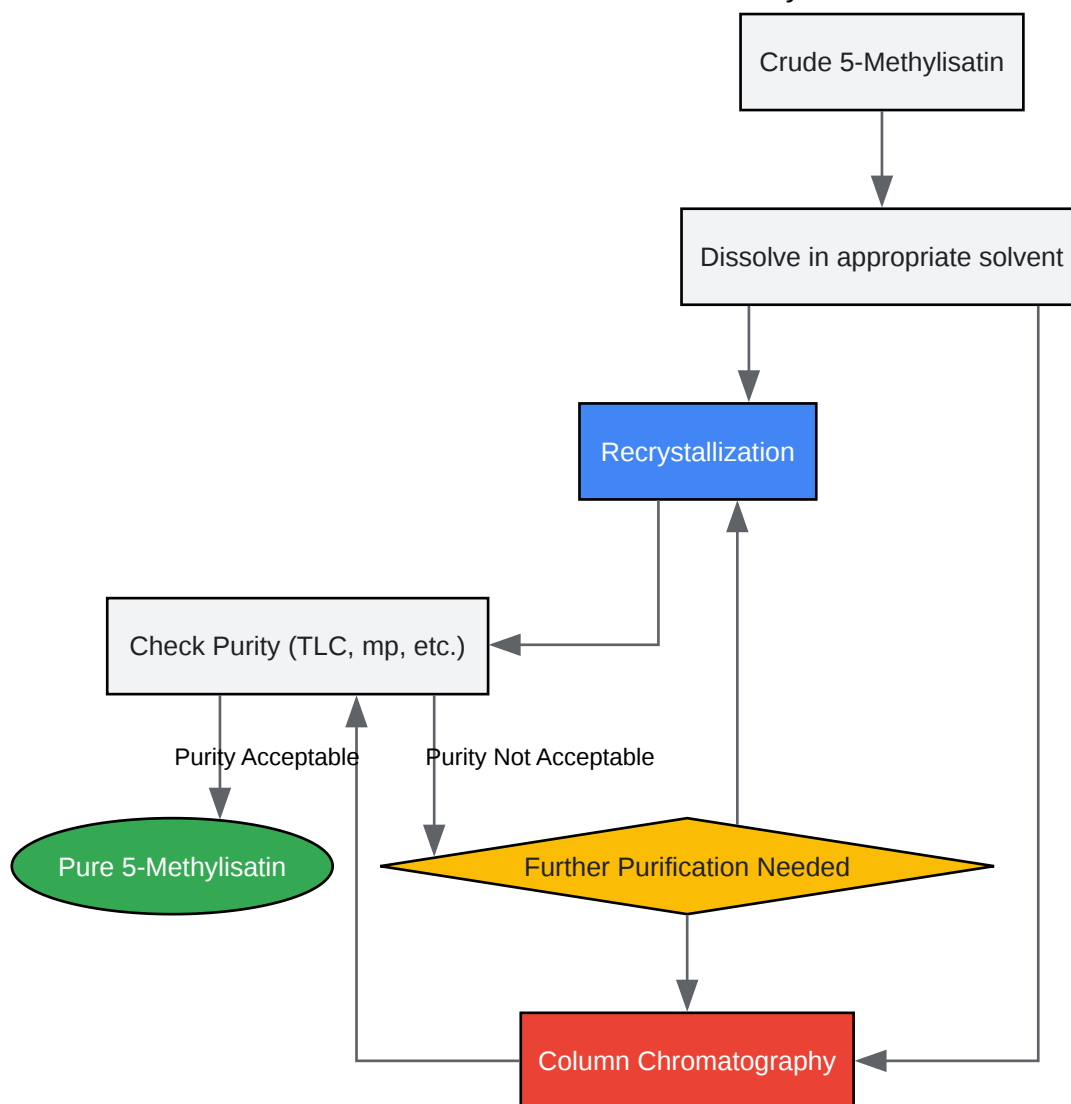 Crude 5-Methylisatin
Dissolve in appropriate solvent
Recrystallization
Check Purity (TLC, mp, etc.)
Purity Acceptable
Purity Not Acceptable
Pure 5-Methylisatin
Further Purification Needed
Column Chromatography